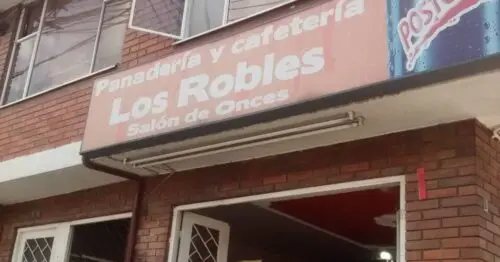 Panadería y cafetería
Los Robles
Salón de Onces
POSTO